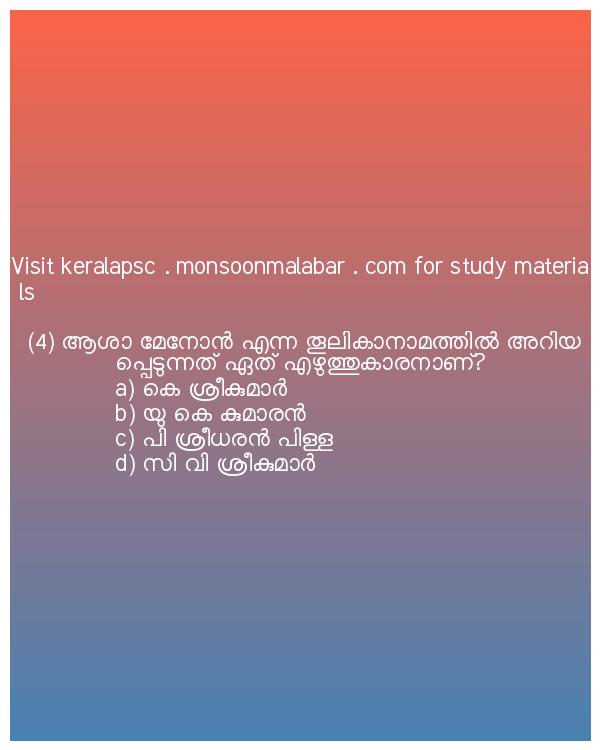 Visit keralapsc . monsoonmalabar . com for study materia
ls
(4) ആശാ മേനോൻ എന്ന തൂലികാനാമത്തിൽ അറിയ
പ്പെടുന്നത് ഏത് എഴുത്തുകാരനാണ്?
a) കെ ശ്രീകുമാർ
b) യു കെ കുമാരൻ
c) പി ശ്രീധരൻ പിള്ള
d) സി വി ശ്രീകുമാർ